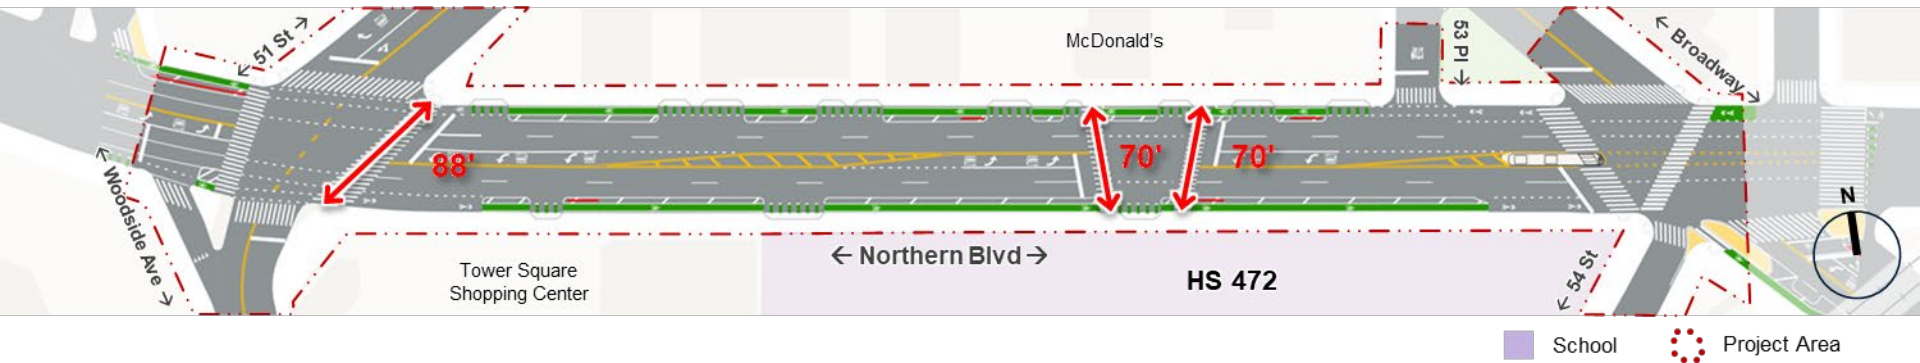 ← 51 St →
McDonald's
53 Pl →
← Broadway →
88'
70'
70'
← Woodside Ave →
N
← Northern Blvd →
Tower Square
Shopping Center
HS 472
← 54 St
School
Project Area